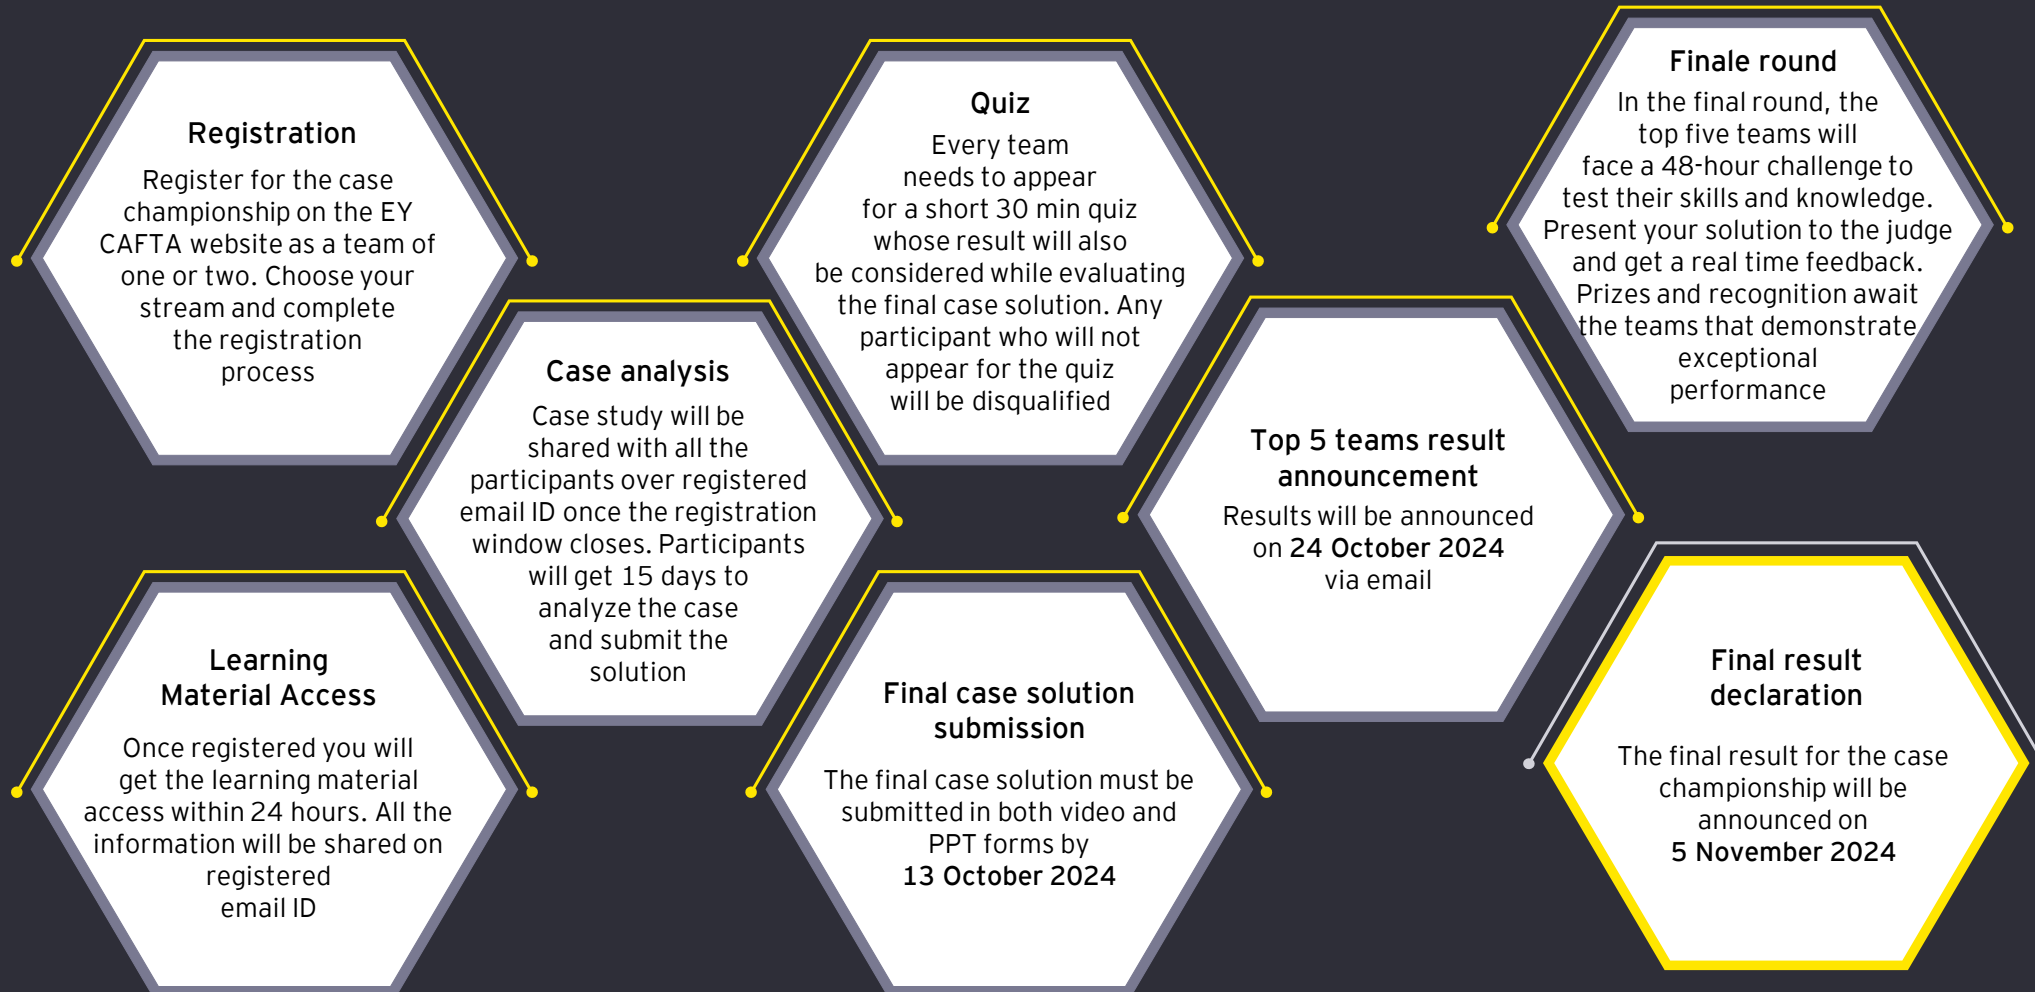 Registration
Register for the case
championship on the EY
CAFTA website as a team of
one or two. Choose your
stream and complete
the registration
process
Learning
Material Access
Once registered you will
get the learning material
access within 24 hours. All the
information will be shared on
registered
email ID
Case analysis
Case study will be
shared with all the
participants over registered
email ID once the registration
window closes. Participants
will get 15 days to
analyze the case
and submit the
solution
Quiz
Every team
needs to appear
for a short 30 min quiz
whose result will also
be considered while evaluating
the final case solution. Any
participant who will not
appear for the quiz
will be disqualified
Final case solution
submission
The final case solution must be
submitted in both video and
PPT forms by
13 October 2024
Top 5 teams result
announcement
Results will be announced
on 24 October 2024
via email
Finale round
In the final round, the
top five teams will
face a 48-hour challenge to
test their skills and knowledge.
Present your solution to the judge
and get a real time feedback.
Prizes and recognition await
the teams that demonstrate
exceptional
performance
Final result
declaration
The final result for the case
championship will be
announced on
5 November 2024